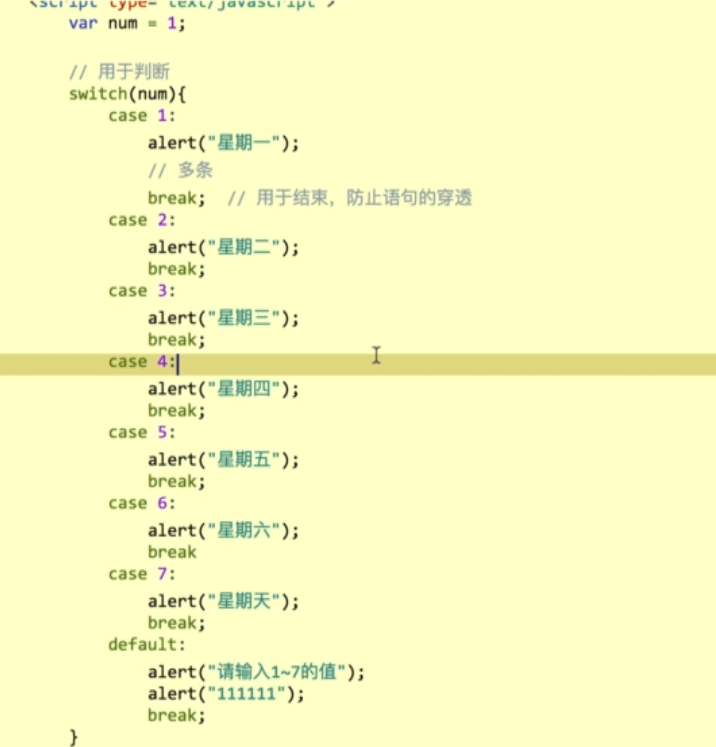 <script type="text/javascript">
var num = 1;
// 用于判断
switch(num){
case 1:
alert("星期一");
// 多条
break; // 用于结束，防止语句的穿透
case 2:
alert("星期二");
break;
case 3:
alert("星期三");
break;
case 4:
alert("星期四");
break;
case 5:
alert("星期五");
break;
case 6:
alert("星期六");
break
case 7:
alert("星期天");
break;
default:
alert("请输入1~7的值");
alert("111111");
break;
}